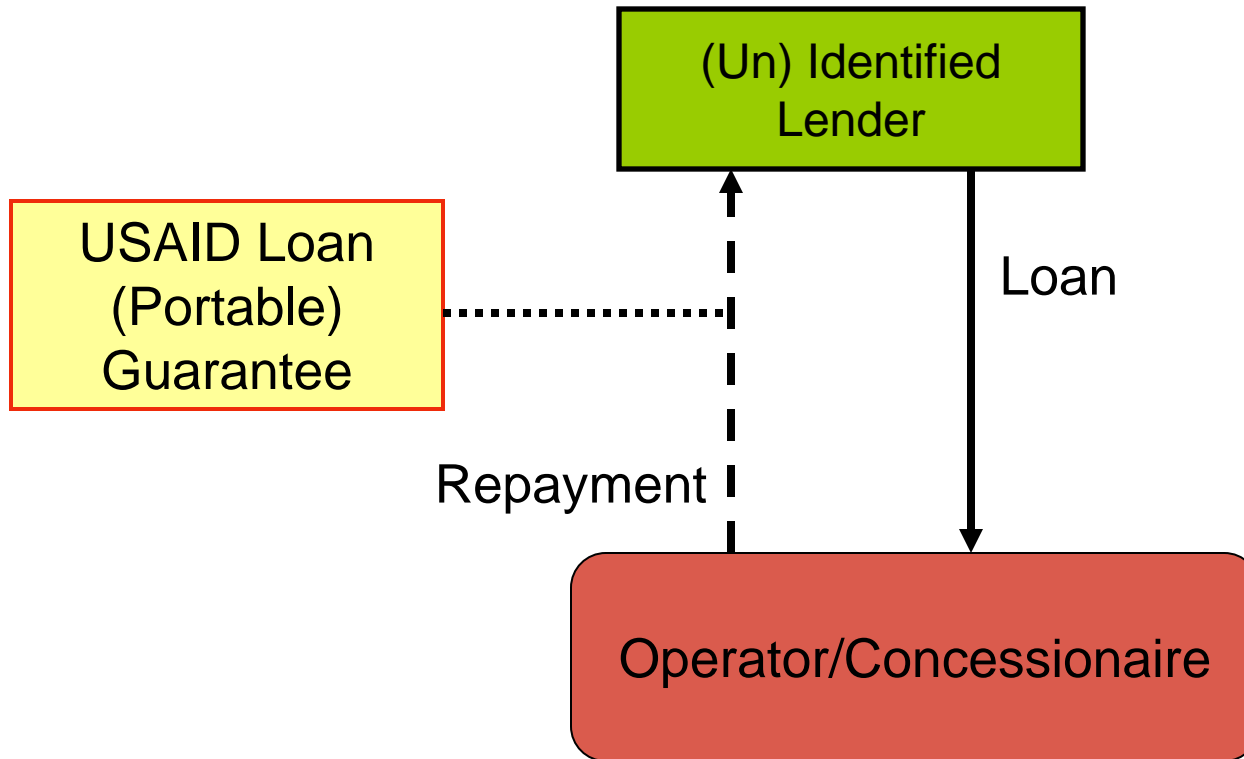 (Un) Identified
Lender
USAID Loan
(Portable)
Guarantee
Loan
Repayment
Operator/Concessionaire